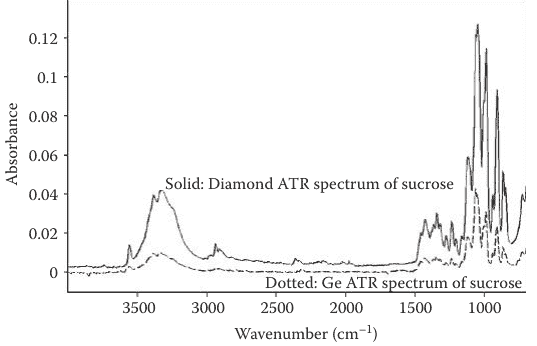 0.12
0.1
0.08
0.06
0.04
0.02
0
Absorbance
Solid: Diamond ATR spectrum of sucrose
Dotted: Ge ATR spectrum of sucrose
3500 3000 2500 2000 1500 1000
Wavenumber (cm⁻¹)